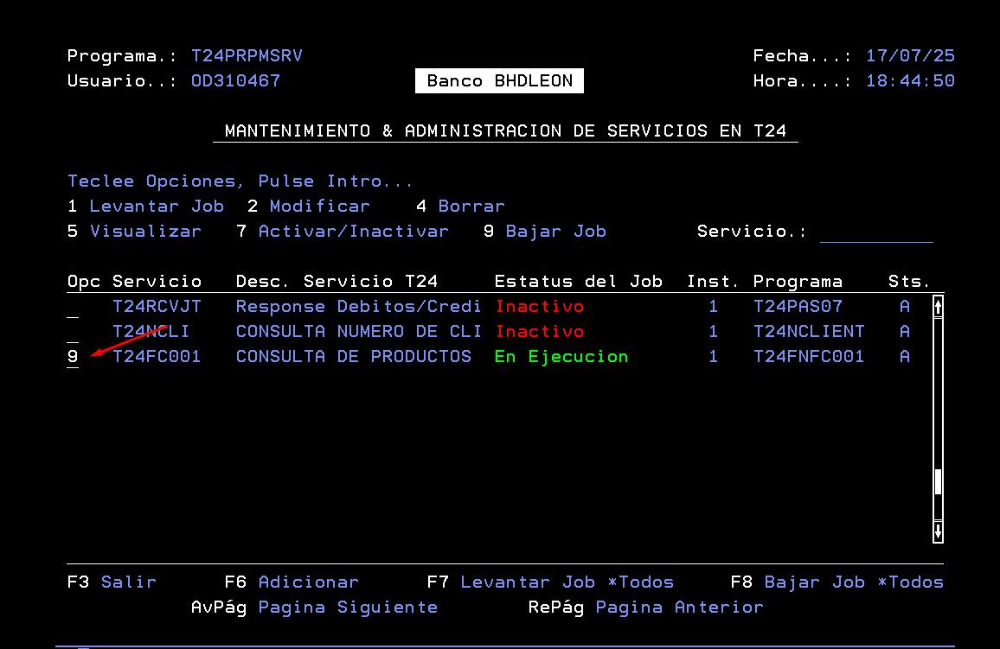 Programa.: T24PRPMSRV Fecha...: 17/07/25
Usuario..: OD310467 Banco BHDLEON Hora....: 18:44:50
MANTENIMIENTO & ADMINISTRACION DE SERVICIOS EN T24
Teclee Opciones, Pulse Intro...
1 Levantar Job 2 Modificar 4 Borrar
5 Visualizar 7 Activar/Inactivar 9 Bajar Job Servicio.:
Opc Servicio Desc. Servicio T24 Estatus del Job Inst. Programa Sts.
T24RCVJT Response Debitos/Credi Inactivo 1 T24PAS07 A
T24NCLI CONSULTA NUMERO DE CLI Inactivo 1 T24NCLIENT A
9 T24FC001 CONSULTA DE PRODUCTOS En Ejecucion 1 T24FNFC001 A
F3 Salir F6 Adicionar F7 Levantar Job *Todos F8 Bajar Job *Todos
AvPág Pagina Siguiente RePág Pagina Anterior